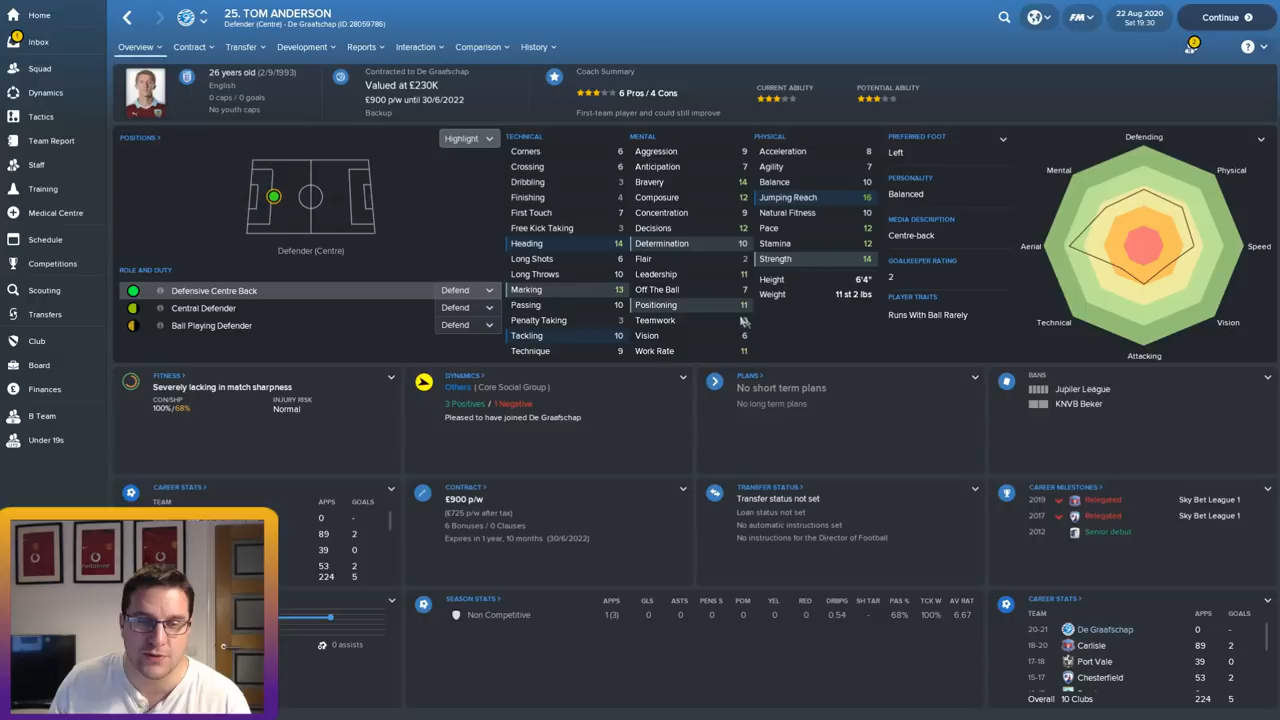 Home
Inbox
1
Squad
Dynamics
Tactics
Team Report
Staff
Training
Medical Centre
Schedule
Competitions
Scouting
Transfers
Club
Board
Finances
B Team
Under 19s
25. TOM ANDERSON
Defender (Centre) - De Graafschap (ID:28059786)
FM
22 Aug 2020
Sat 19:30
Continue
Overview
Contract
Transfer
Development
Reports
Interaction
Comparison
History
2
?
26 years old (2/9/1993)
English
0 caps / 0 goals
No youth caps
Contracted to De Graafschap
Valued at £230K
£900 p/w until 30/6/2022
Backup
Coach Summary
6 Pros / 4 Cons
First-team player and could still improve
CURRENT ABILITY
POTENTIAL ABILITY
POSITIONS >
Highlight
Defender (Centre)
ROLE AND DUTY
Defensive Centre Back Defend
Central Defender Defend
Ball Playing Defender Defend
TECHNICAL
Corners 6
Crossing 6
Dribbling 3
Finishing 4
First Touch 7
Free Kick Taking 3
Heading 14
Long Shots 6
Long Throws 10
Marking 13
Passing 10
Penalty Taking 3
Tackling 10
Technique 9
MENTAL
Aggression 9
Anticipation 7
Bravery 14
Composure 12
Concentration 9
Decisions 12
Determination 10
Flair 2
Leadership 11
Off The Ball 7
Positioning 11
Teamwork
Vision 6
Work Rate 11
PHYSICAL
Acceleration 8
Agility 7
Balance 10
Jumping Reach 16
Natural Fitness 10
Pace 12
Stamina 12
Strength 14
Height 6'4"
Weight 11 st 2 lbs
PREFERRED FOOT
Left
PERSONALITY
Balanced
MEDIA DESCRIPTION
Centre-back
GOALKEEPER RATING
2
PLAYER TRAITS
Runs With Ball Rarely
Defending
Physical
Speed
Vision
Attacking
Technical
Aerial
Mental
FITNESS >
Severely lacking in match sharpness
CON/SHP
100%/68%
INJURY RISK
Normal
DYNAMICS >
Others ( Core Social Group )
3 Positives / 1 Negative
Pleased to have joined De Graafschap
PLANS >
No short term plans
No long term plans
BANS
Jupiler League
KNVB Beker
CAREER STATS >
TEAM APPS GOALS
0 -
89 2
39 0
53 2
224 5
CONTRACT >
£900 p/w
(£725 p/w after tax)
6 Bonuses / 0 Clauses
Expires in 1 year, 10 months (30/6/2022)
TRANSFER STATUS >
Transfer status not set
Loan status not set
No automatic instructions set
No instructions for the Director of Football
CAREER MILESTONES >
2019 Relegated Sky Bet League 1
2017 Relegated Sky Bet League 1
2012 Senior debut
0 assists
SEASON STATS >
APPS GLS ASTS PENS S POM YEL RED DRBPG SH TAR PAS % TCK W AV RAT
Non Competitive 1 (3) 0 0 0 0 0 0 0.54 - 68% 100% 6.67
CAREER STATS >
TEAM APPS GOALS
20-21 De Graafschap 0 -
18-20 Carlisle 89 2
17-18 Port Vale 39 0
15-17 Chesterfield 53 2
Overall 10 Clubs 224 5
vodafone